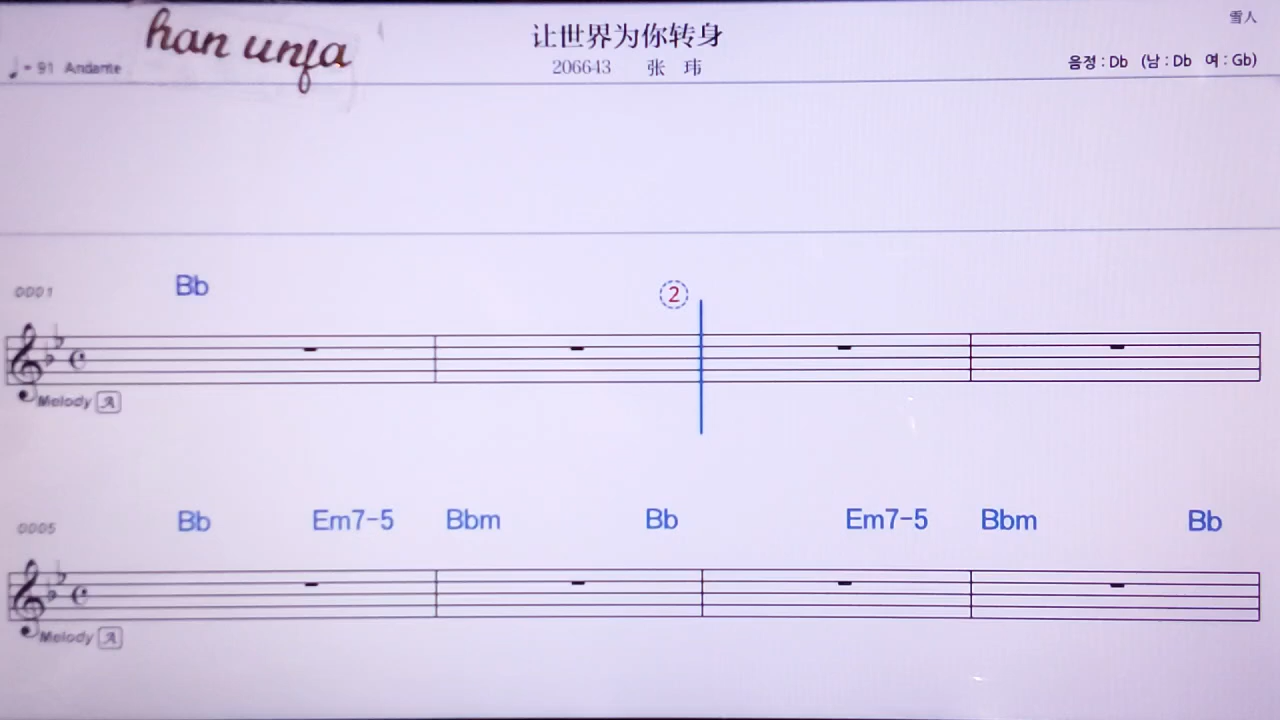 han unfa
让世界为你转身
雪人
♩= 91 Andante
206643 张 玮
음정 : Db (남 : Db 여 : Gb)
0001 Bb
2
Melody A
0005 Bb Em7-5 Bbm Bb Em7-5 Bbm Bb
Melody A